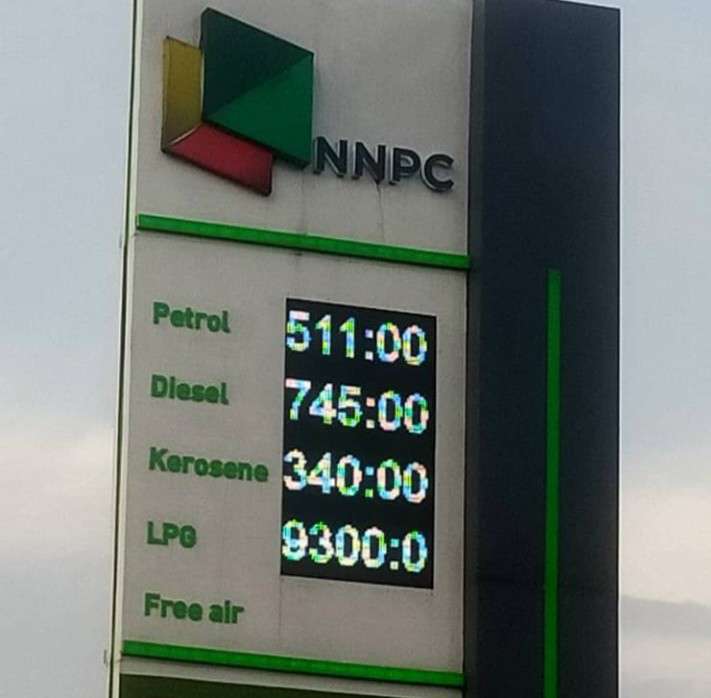 NNPC
Petrol 511:00
Diesel 745:00
Kerosene 340:00
LPG 9300:0
Free air